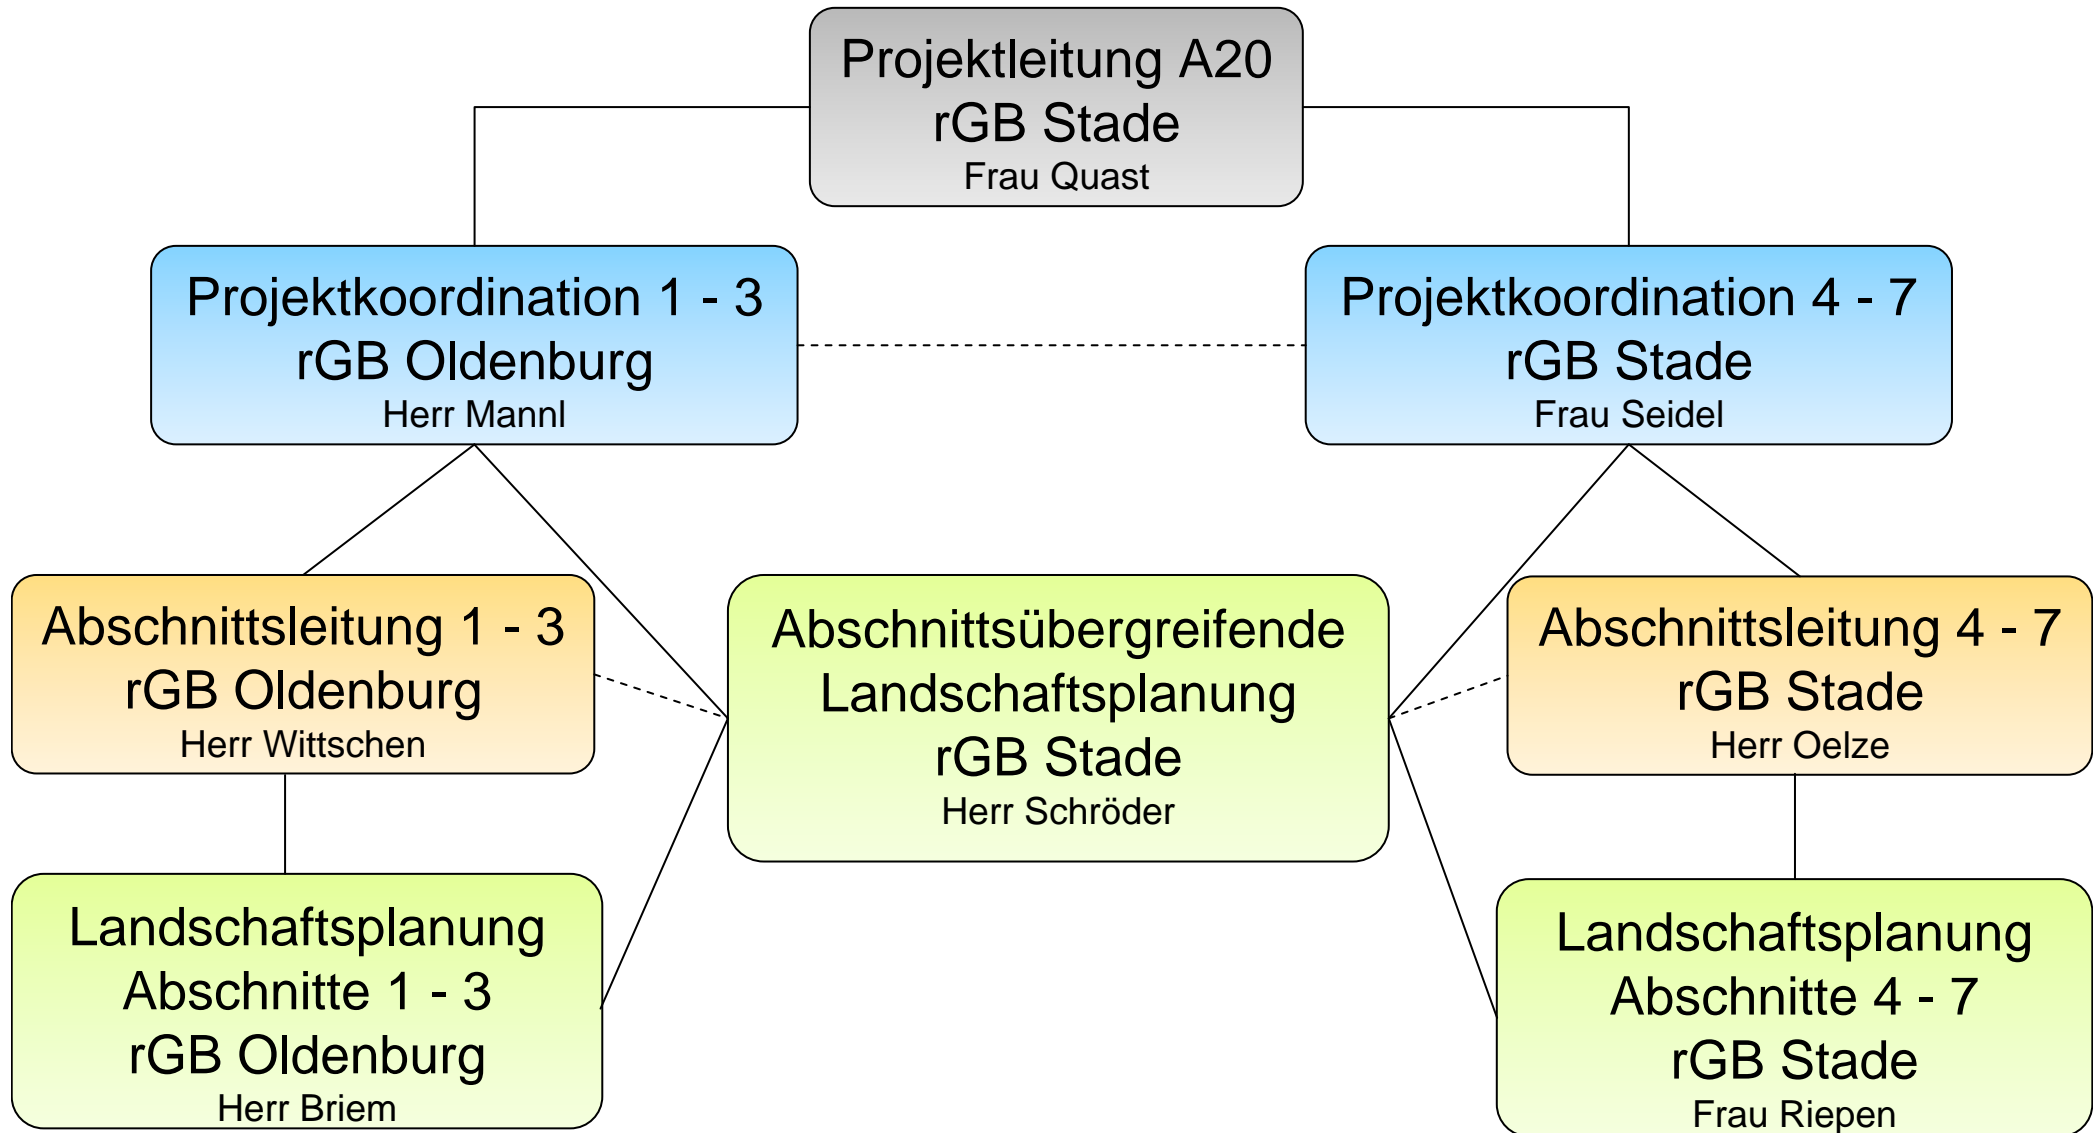 Projektleitung A20
rGB Stade
Frau Quast
Projektkoordination 1 - 3
rGB Oldenburg
Herr Mannl
Projektkoordination 4 - 7
rGB Stade
Frau Seidel
Abschnittsleitung 1 - 3
rGB Oldenburg
Herr Wittschen
Abschnittsübergreifende
Landschaftsplanung
rGB Stade
Herr Schröder
Abschnittsleitung 4 - 7
rGB Stade
Herr Oelze
Landschaftsplanung
Abschnitte 1 - 3
rGB Oldenburg
Herr Briem
Landschaftsplanung
Abschnitte 4 - 7
rGB Stade
Frau Riepen